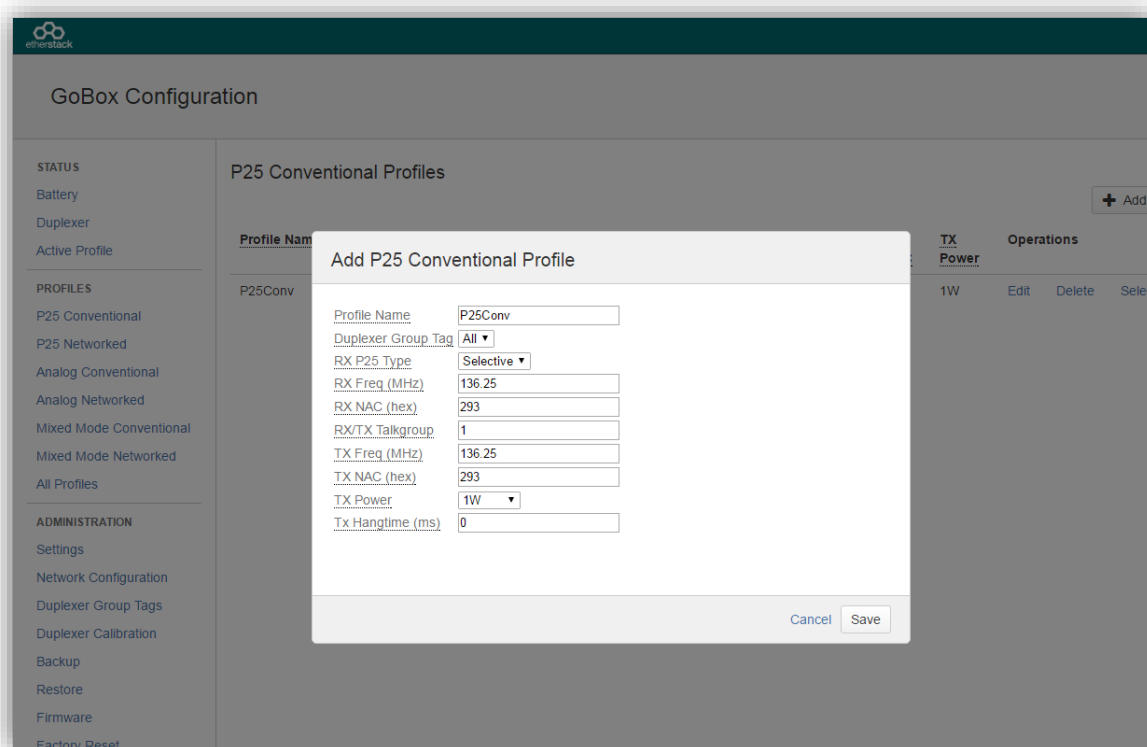 etherstack
GoBox Configuration
STATUS
Battery
Duplexer
Active Profile
PROFILES
P25 Conventional
P25 Networked
Analog Conventional
Analog Networked
Mixed Mode Conventional
Mixed Mode Networked
All Profiles
ADMINISTRATION
Settings
Network Configuration
Duplexer Group Tags
Duplexer Calibration
Backup
Restore
Firmware
Factory Reset
P25 Conventional Profiles
Add
Profile Nam
TX Power
Operations
P25Conv
1W
Edit Delete Sele
Add P25 Conventional Profile
Profile Name P25Conv
Duplexer Group Tag All
RX P25 Type Selective
RX Freq (MHz) 136.25
RX NAC (hex) 293
RX/TX Talkgroup 1
TX Freq (MHz) 136.25
TX NAC (hex) 293
TX Power 1W
Tx Hangtime (ms) 0
Cancel Save